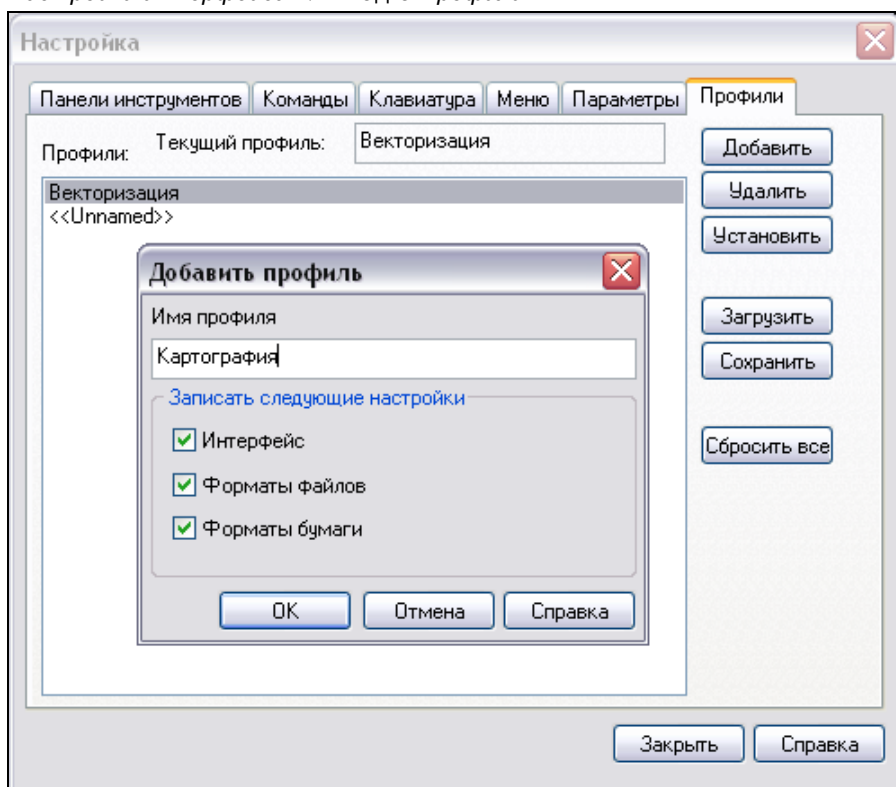 Настройка
Панели инструментов Команды Клавиатура Меню Параметры Профили
Профили: Текущий профиль: Векторизация
Добавить
Векторизация
Удалить
<<Unnamed>>
Установить
Добавить профиль
Имя профиля
Загрузить
Картография
Сохранить
Записать следующие настройки
Интерфейс
Сбросить все
Форматы файлов
Форматы бумаги
OK Отмена Справка
Закрыть Справка